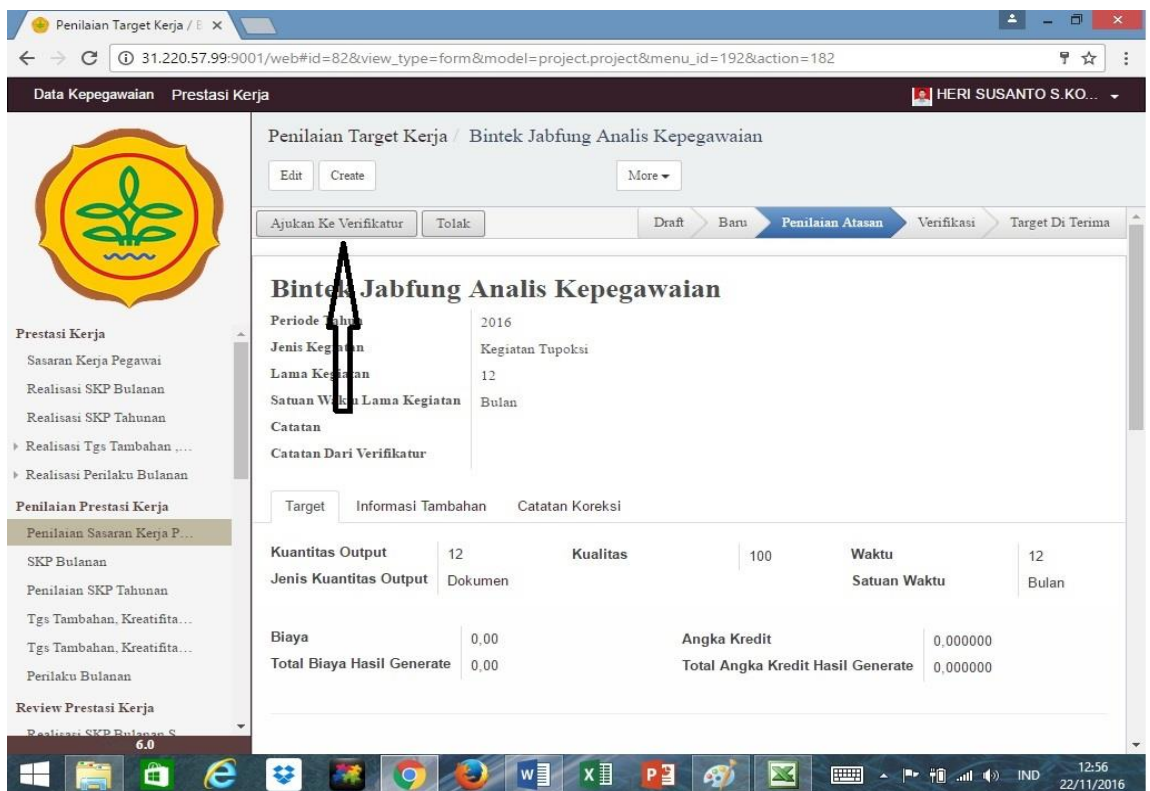 Penilaian Target Kerja / B
31.220.57.99:9001/web#id=82&view_type=form&model=project.project&menu_id=192&action=182
Data Kepegawaian Prestasi Kerja HERI SUSANTO S.KO...
Penilaian Target Kerja / Bintek Jabfung Analis Kepegawaian
Edit Create More
Ajukan Ke Verifikatur Tolak Draft Baru Penilaian Atasan Verifikasi Target Di Terima
Bintek Jabfung Analis Kepegawaian
Periode Tahun 2016
Jenis Kegiatan Kegiatan Tupoksi
Lama Kegiatan 12
Satuan Waktu Lama Kegiatan Bulan
Catatan
Catatan Dari Verifikatur
Target Informasi Tambahan Catatan Koreksi
Kuantitas Output 12 Kualitas 100 Waktu 12
Jenis Kuantitas Output Dokumen Satuan Waktu Bulan
Biaya 0,00 Angka Kredit 0,000000
Total Biaya Hasil Generate 0,00 Total Angka Kredit Hasil Generate 0,000000
Prestasi Kerja
Sasaran Kerja Pegawai
Realisasi SKP Bulanan
Realisasi SKP Tahunan
Realisasi Tgs Tambahan ,...
Realisasi Perilaku Bulanan
Penilaian Prestasi Kerja
Penilaian Sasaran Kerja P...
SKP Bulanan
Penilaian SKP Tahunan
Tgs Tambahan, Kreatifita...
Tgs Tambahan, Kreatifita...
Perilaku Bulanan
Review Prestasi Kerja
Realisasi SKP Bulanan S
6.0
IND 12:56
22/11/2016